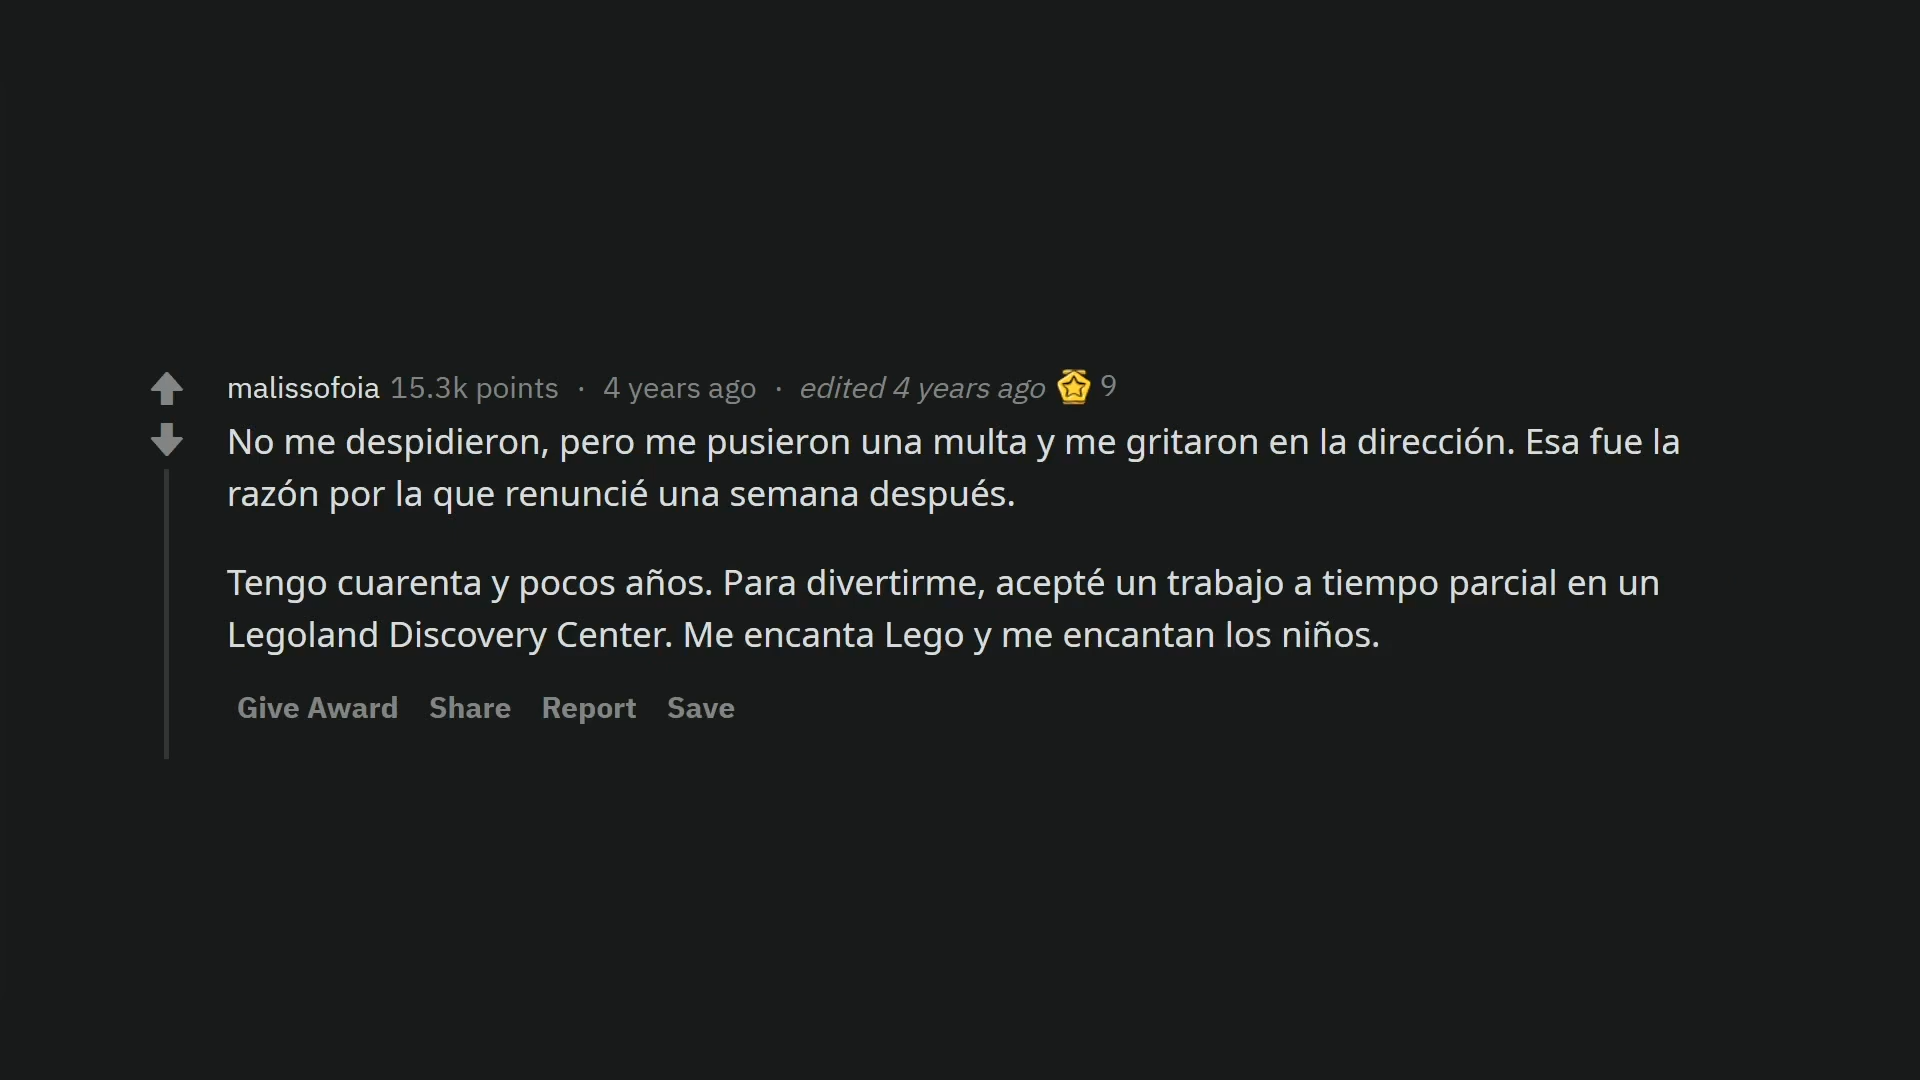 malissofoia 15.3k points · 4 years ago · edited 4 years ago 9
No me despidieron, pero me pusieron una multa y me gritaron en la dirección. Esa fue la
razón por la que renuncié una semana después.
Tengo cuarenta y pocos años. Para divertirme, acepté un trabajo a tiempo parcial en un
Legoland Discovery Center. Me encanta Lego y me encantan los niños.
Give Award Share Report Save